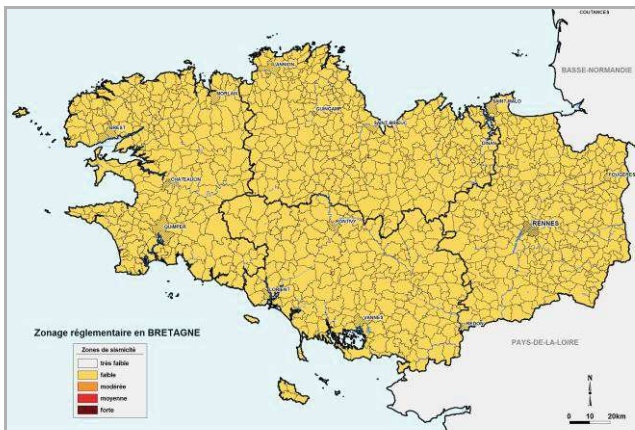 COUTANCES
BASSE-NORMANDIE
LANNION
MORLAIX
SAINT-MALO
GUINGAMP
SAINT-BRIEUC
BREST
DINAN
FOUGERES
CHATEAULIN
PONTIVY
QUIMPER
RENNES
LORIENT
VANNES
REDON
Zonage réglementaire en BRETAGNE
PAYS-DE-LA-LOIRE
Zones de sismicité
très faible
faible
modérée
moyenne
forte
N
0 10 20km